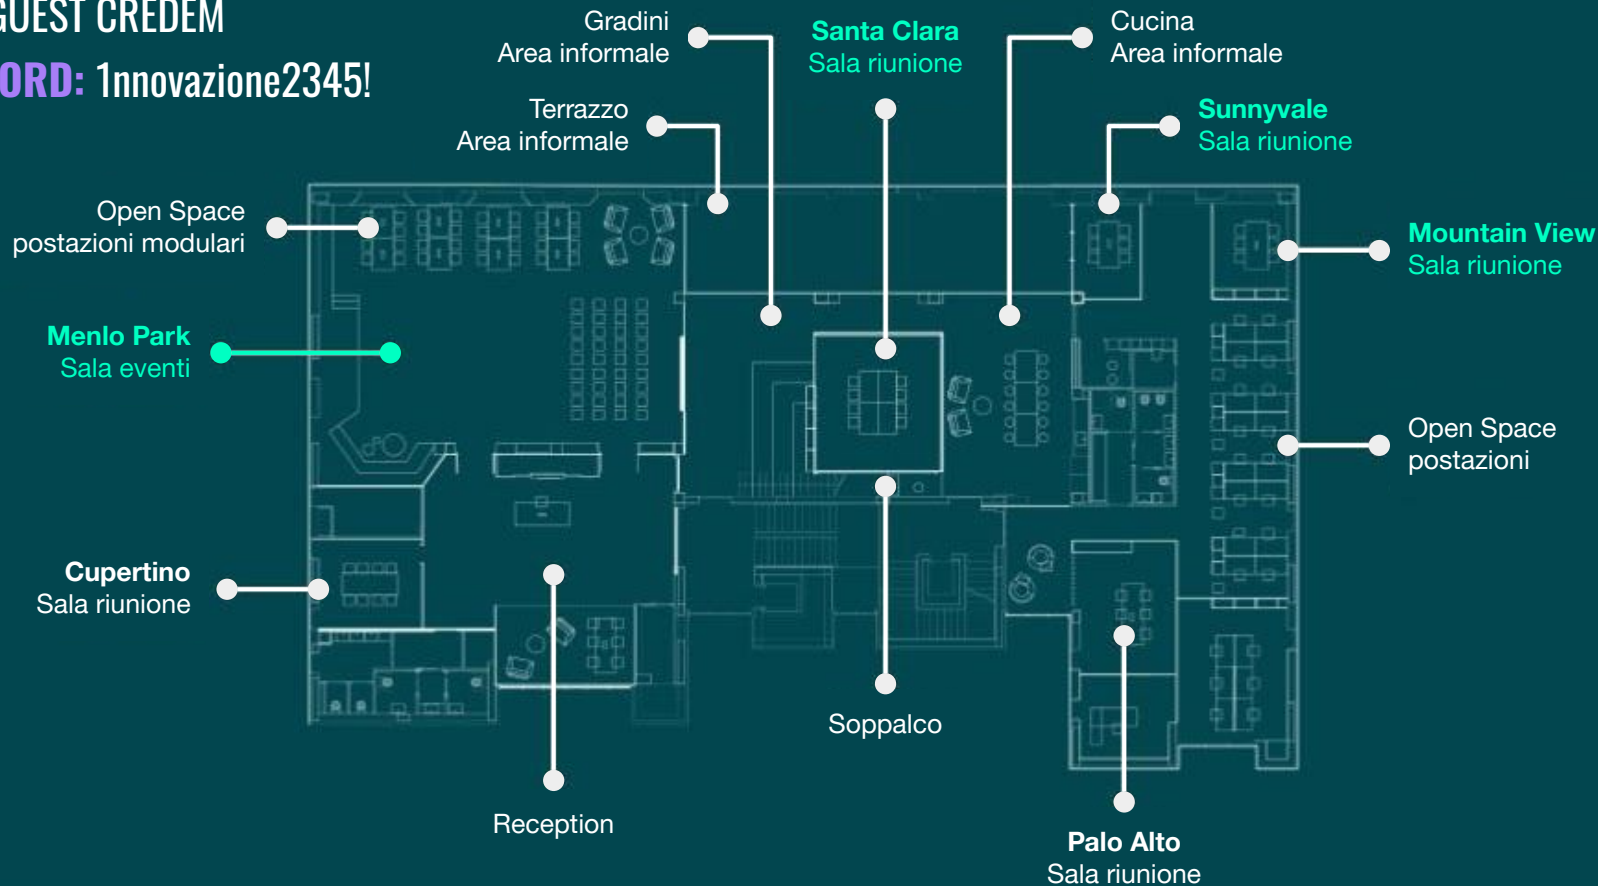 GUEST CREDEM
ORD: 1nnovazione2345!
Gradini
Area informale
Santa Clara
Sala riunione
Cucina
Area informale
Terrazzo
Area informale
Sunnyvale
Sala riunione
Open Space
postazioni modulari
Mountain View
Sala riunione
Menlo Park
Sala eventi
Open Space
postazioni
Cupertino
Sala riunione
Soppalco
Reception
Palo Alto
Sala riunione